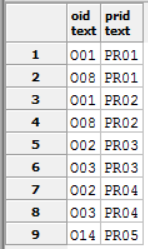 oid prid
text text
1 O01 PR01
2 O08 PR01
3 O01 PR02
4 O08 PR02
5 O02 PR03
6 O03 PR03
7 O02 PR04
8 O03 PR04
9 O14 PR05